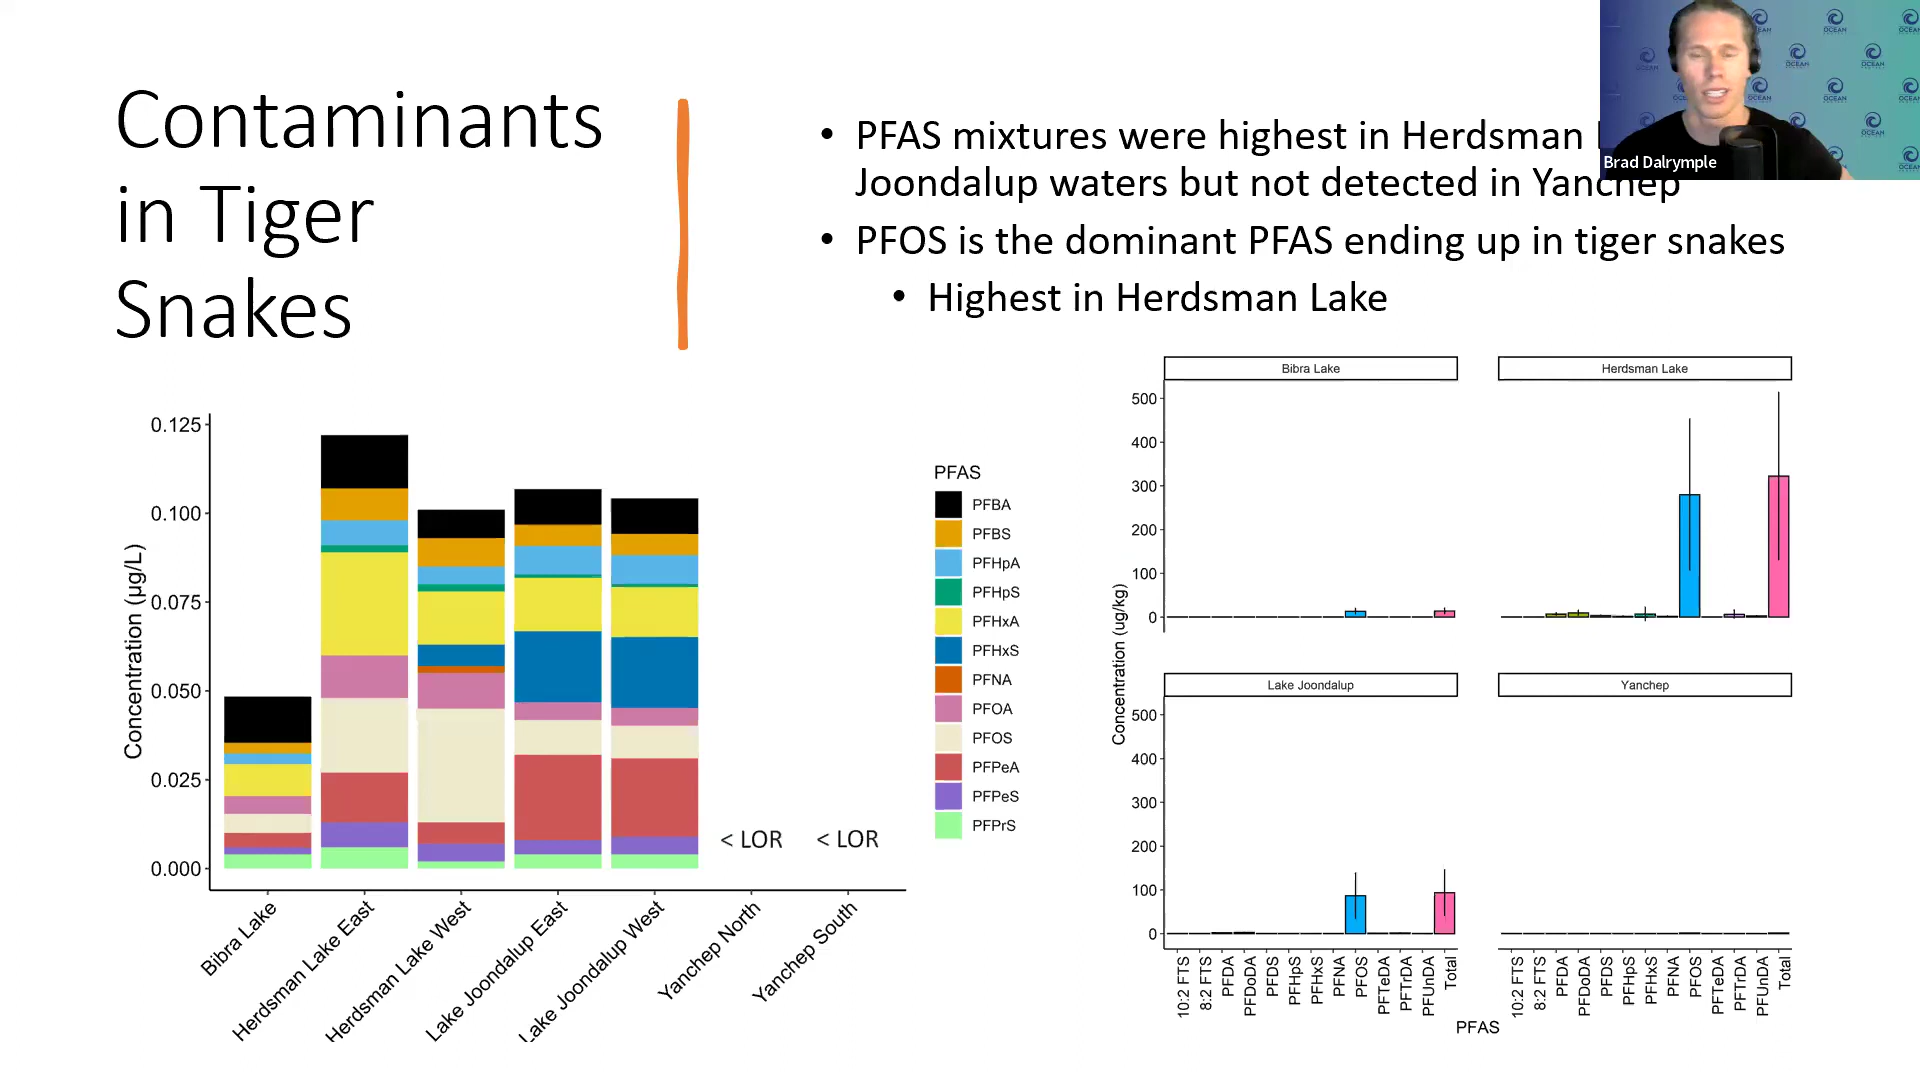 Contaminants
in Tiger
Snakes
• PFAS mixtures were highest in Herdsman
Joondalup waters but not detected in Yanchep
• PFOS is the dominant PFAS ending up in tiger snakes
• Highest in Herdsman Lake
OCEAN
Brad Dalrymple
Concentration (µg/L)
0.125
0.100
0.075
0.050
0.025
0.000
< LOR
< LOR
Bibra Lake
Herdsman Lake East
Herdsman Lake West
Lake Joondalup East
Lake Joondalup West
Yanchep North
Yanchep South
PFAS
PFBA
PFBS
PFHpA
PFHpS
PFHxA
PFHxS
PFNA
PFOA
PFOS
PFPeA
PFPeS
PFPrS
Concentration (ug/kg)
Bibra Lake
Herdsman Lake
500
400
300
200
100
0
Lake Joondalup
Yanchep
500
400
300
200
100
0
10:2 FTS
8:2 FTS
PFDA
PFDoDA
PFDS
PFHpS
PFHxS
PFNA
PFOS
PFTeDA
PFTrDA
PFUnDA
Total
10:2 FTS
8:2 FTS
PFDA
PFDoDA
PFDS
PFHpS
PFHxS
PFNA
PFOS
PFTeDA
PFTrDA
PFUnDA
Total
PFAS